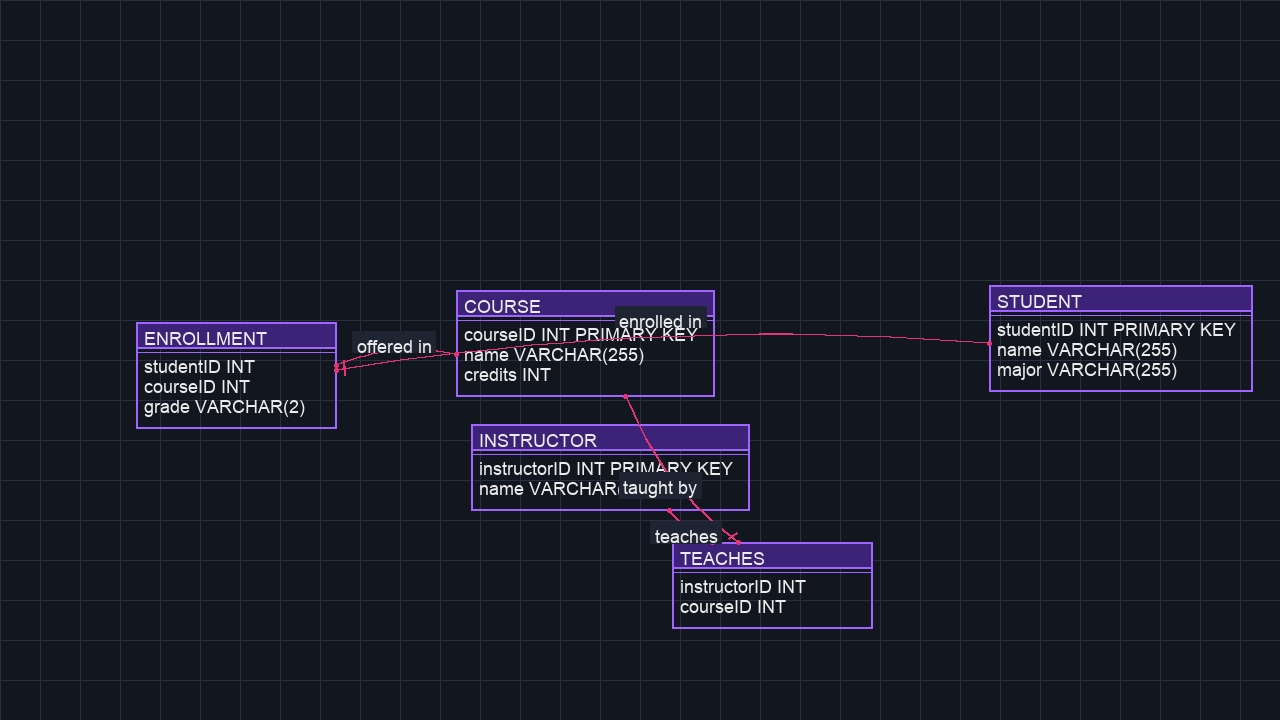 ENROLLMENT
studentID INT
courseID INT
grade VARCHAR(2)
offered in
COURSE
enrolled in
courseID INT PRIMARY KEY
name VARCHAR(255)
credits INT
STUDENT
studentID INT PRIMARY KEY
name VARCHAR(255)
major VARCHAR(255)
INSTRUCTOR
instructorID INT PRIMARY KEY
name VARCHAR(
taught by
teaches
TEACHES
instructorID INT
courseID INT